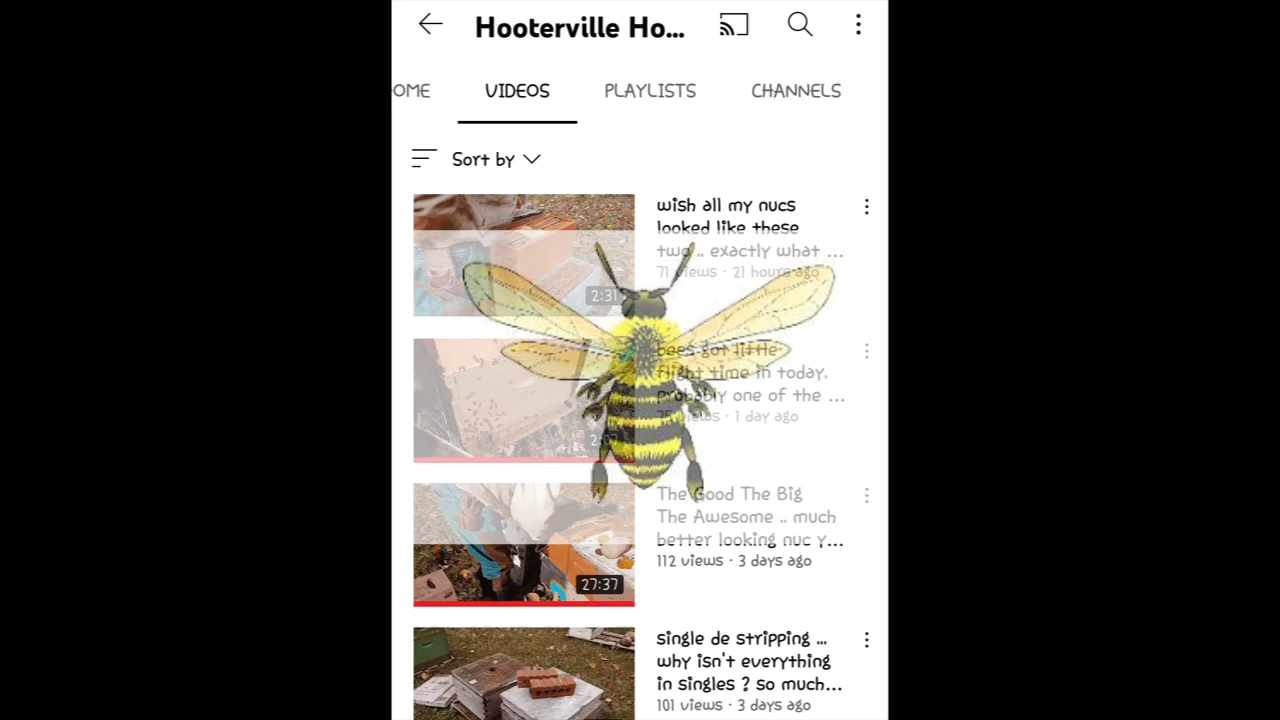 Hooterville Ho...
OME
VIDEOS
PLAYLISTS
CHANNELS
Sort by
2:31
wish all my nucs
looked like these
two .. exactly what ...
71 views · 21 hours ago
bees got little
flight time in today.
probably one of the ...
views · 1 day ago
27:37
The Good The Big
The Awesome .. much
better looking nuc y...
112 views · 3 days ago
single de stripping ...
why isn't everything
in singles ? so much...
101 views · 3 days ago